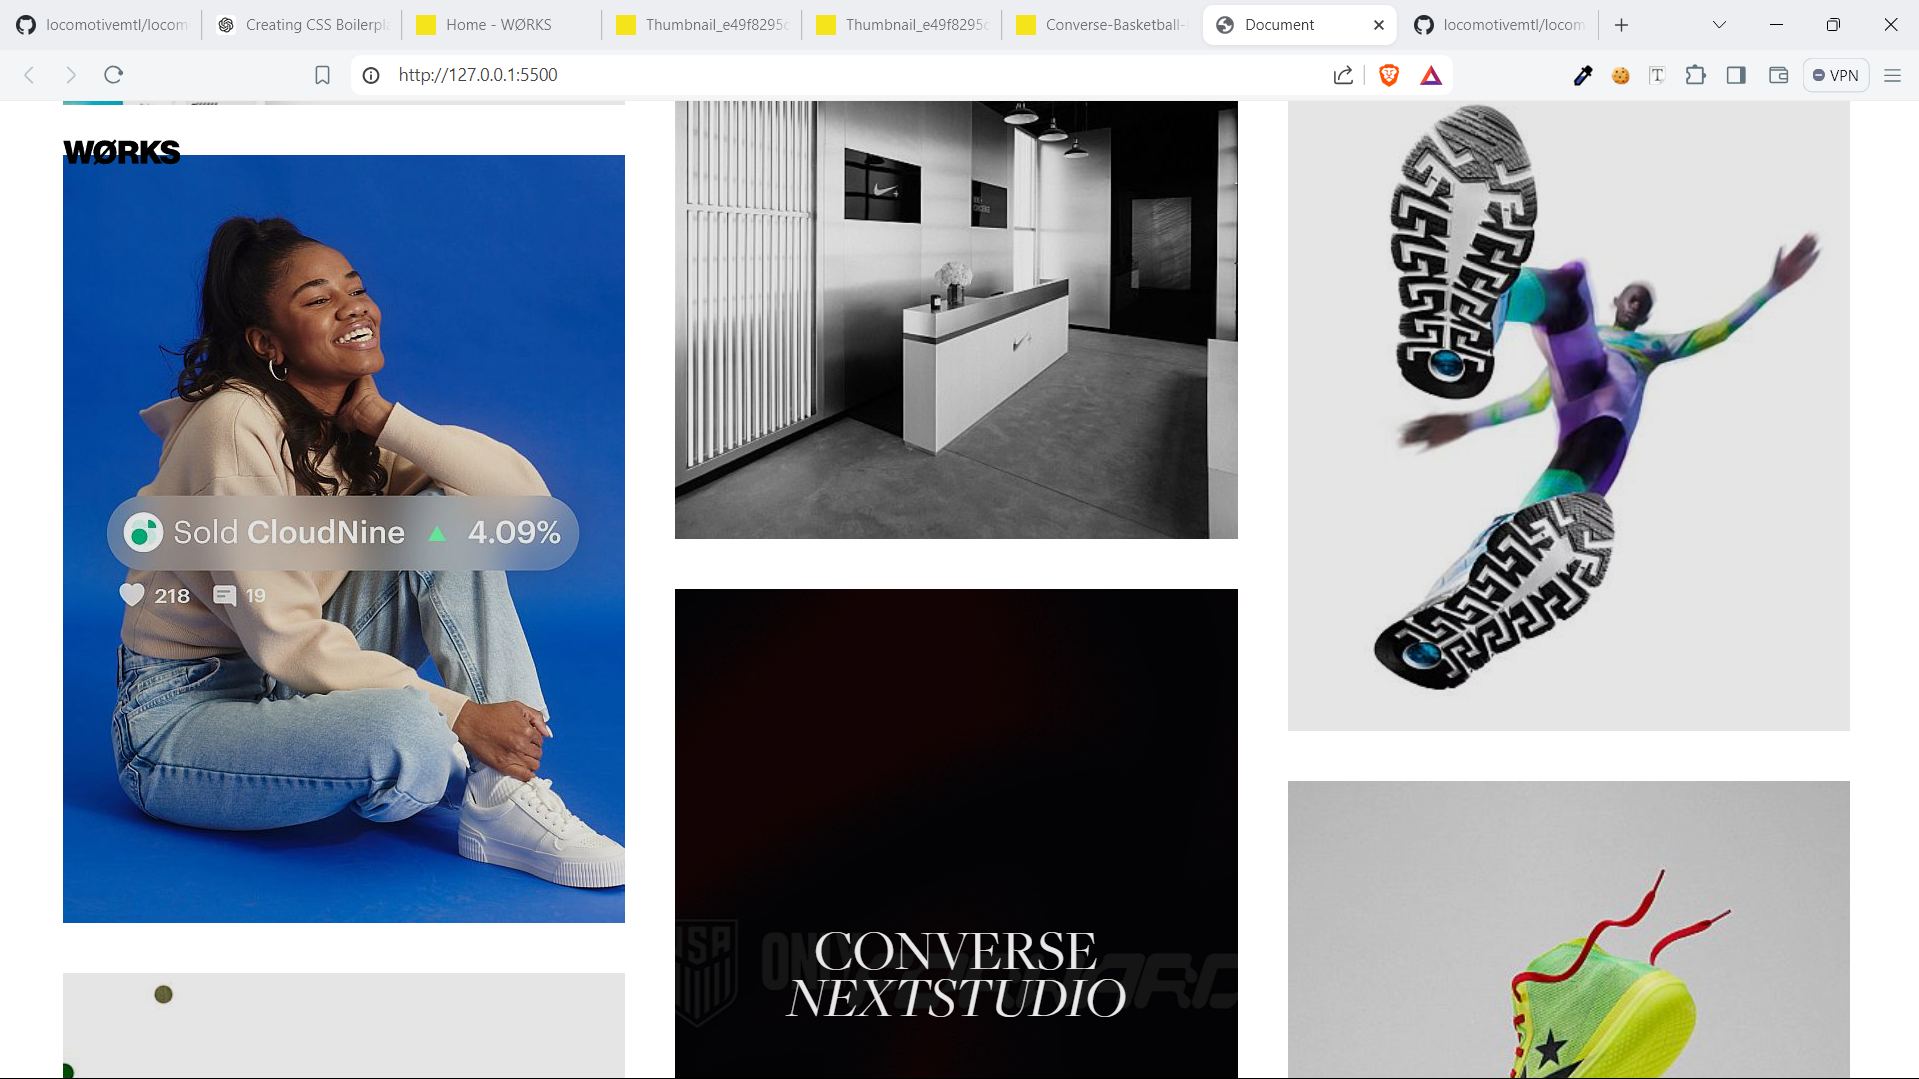 locomotivemtl/locom
Creating CSS Boilerpla
Home - WØRKS
Thumbnail_e49f8295c
Thumbnail_e49f8295c
Converse-Basketball-
Document
locomotivemtl/locom
http://127.0.0.1:5500
VPN
WØRKS
Sold CloudNine 4.09%
218 19
CONVERSE
NEXTSTUDIO